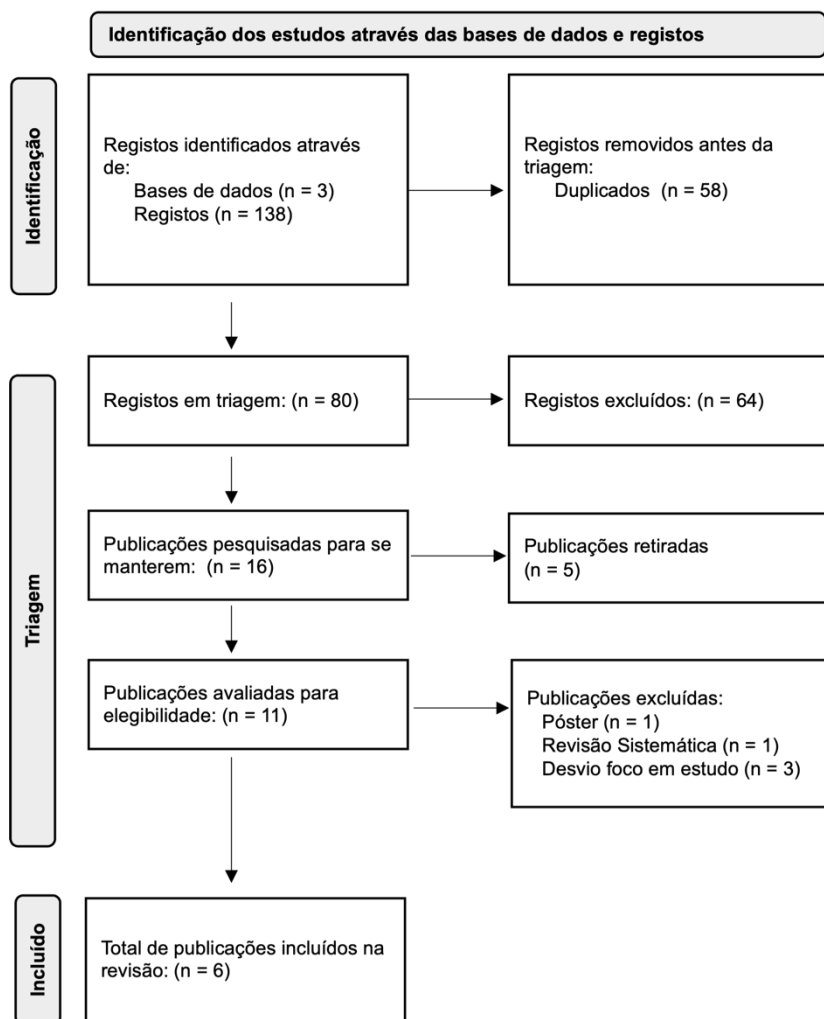 Identificação dos estudos através das bases de dados e registos
Identificação
Registos identificados através
de:
Bases de dados (n = 3)
Registos (n = 138)
Registos removidos antes da
triagem:
Duplicados (n = 58)
Triagem
Registos em triagem: (n = 80)
Registos excluídos: (n = 64)
Publicações pesquisadas para se
manterem: (n = 16)
Publicações retiradas
(n = 5)
Publicações avaliadas para
elegibilidade: (n = 11)
Publicações excluídas:
Póster (n = 1)
Revisão Sistemática (n = 1)
Desvio foco em estudo (n = 3)
Incluído
Total de publicações incluídos na
revisão: (n = 6)